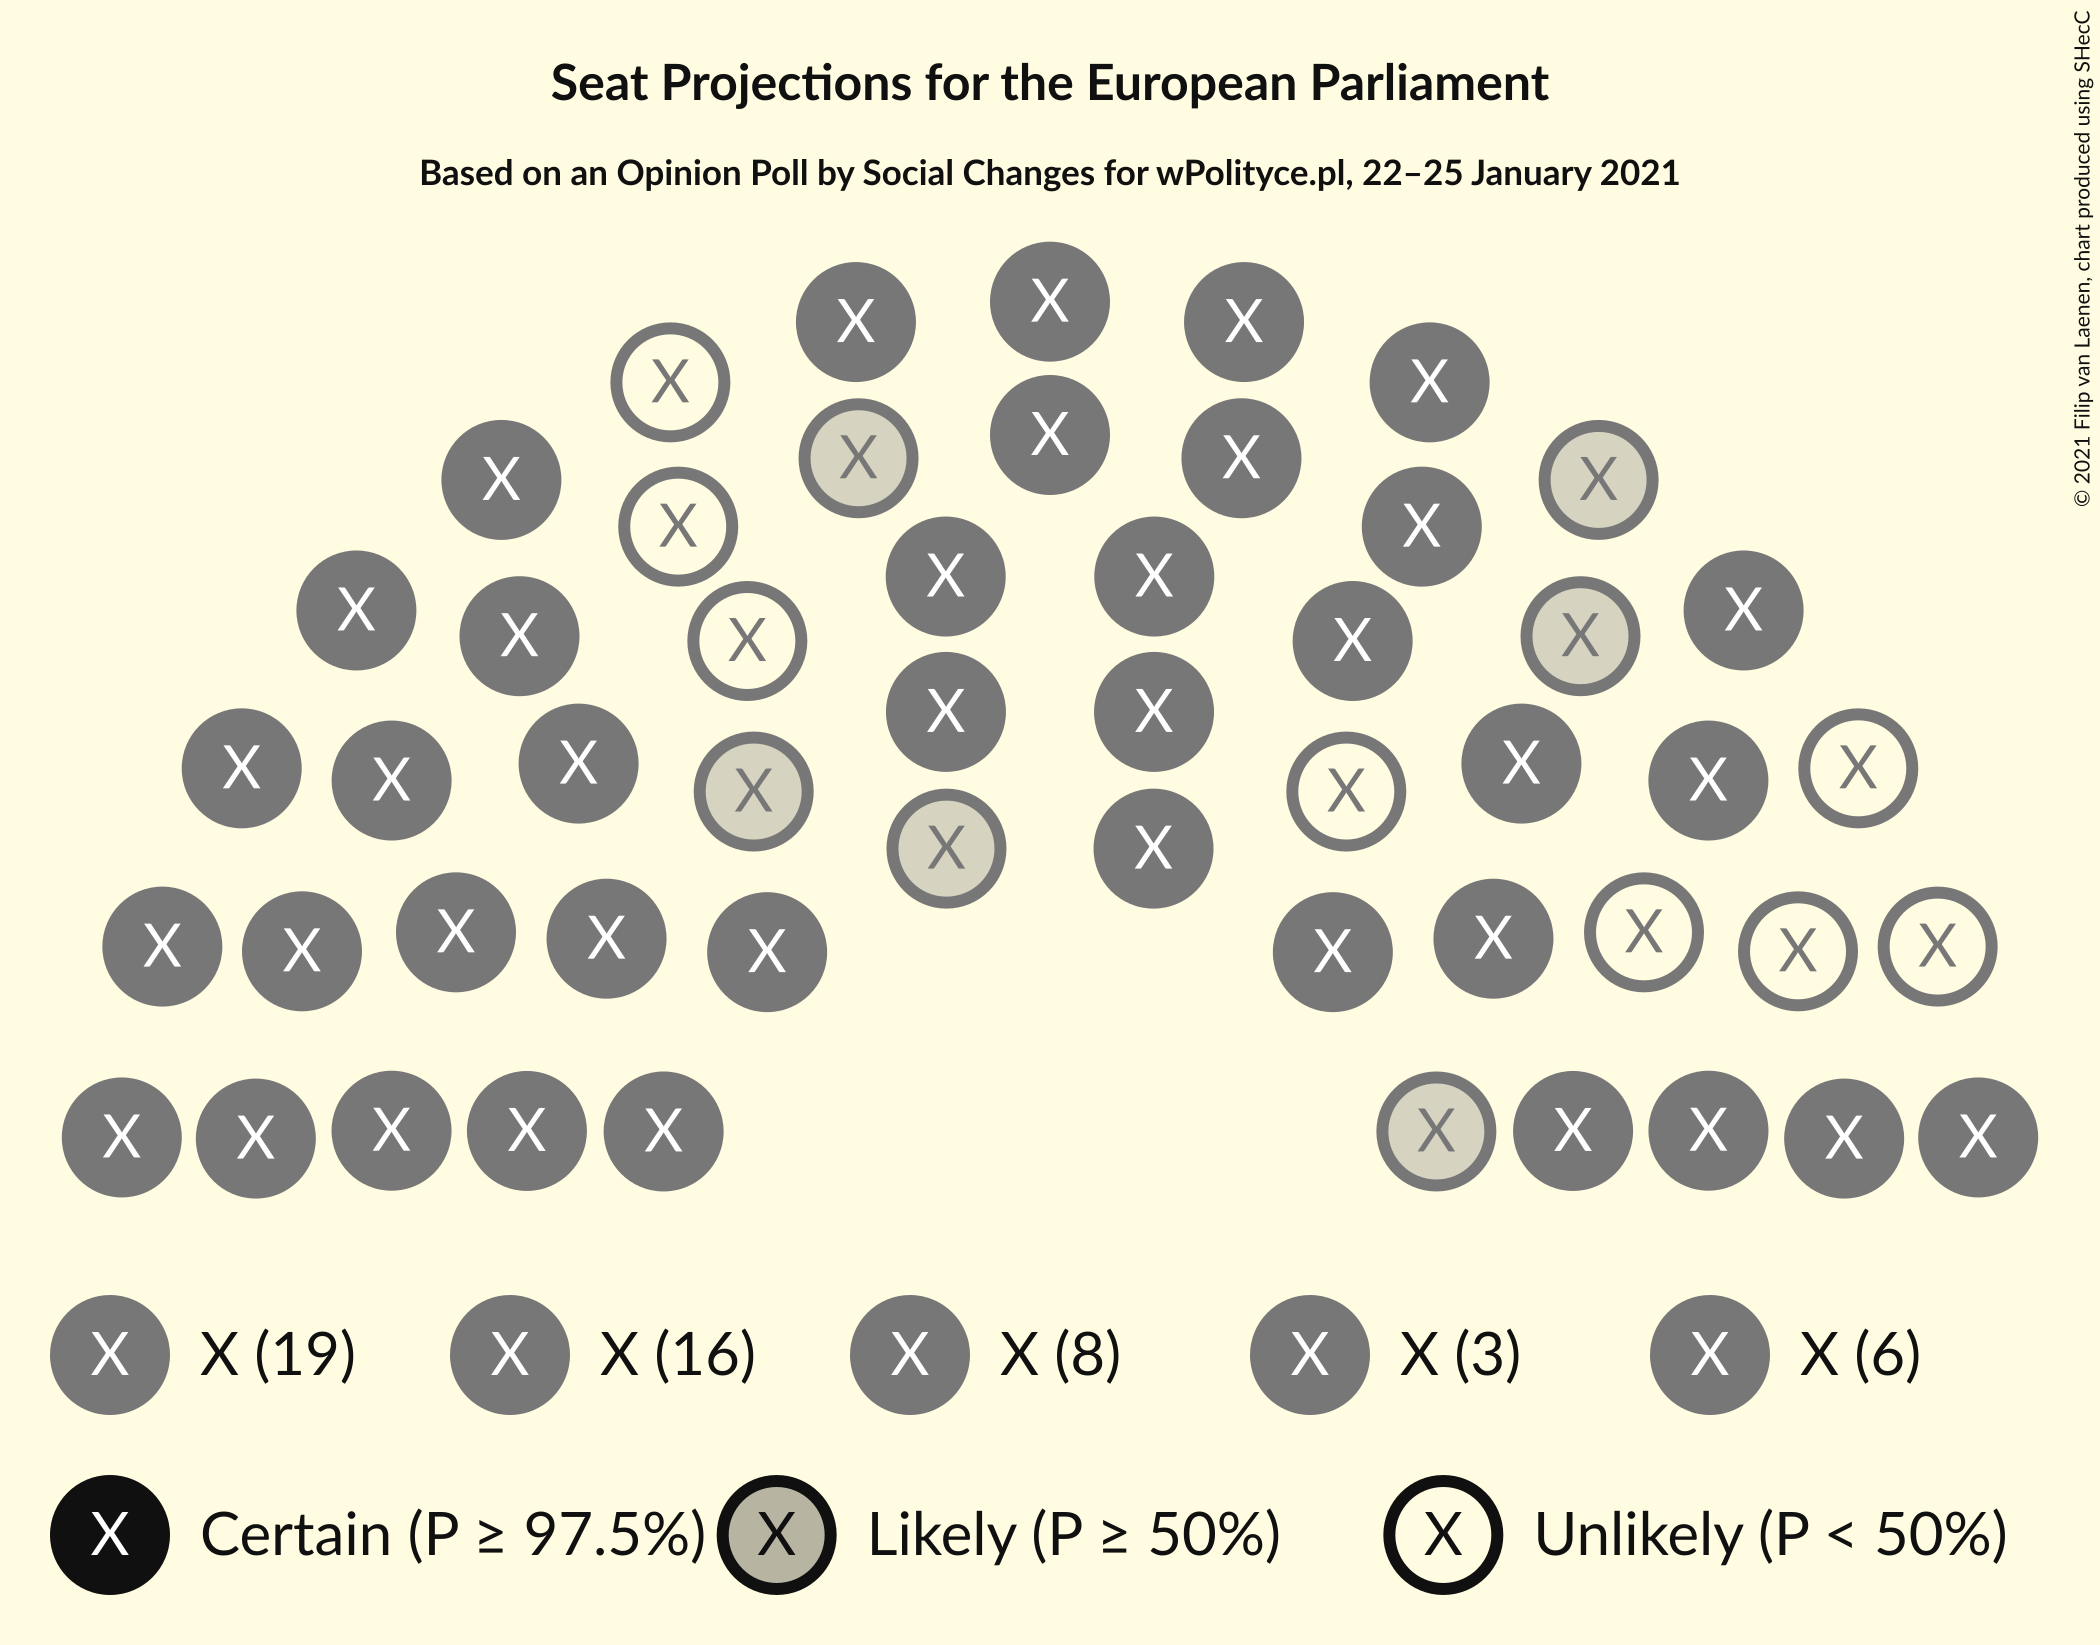 Seat Projections for the European Parliament
Based on an Opinion Poll by Social Changes for wPolityce.pl, 22–25 January 2021
© 2021 Filip van Laenen, chart produced using SHecC
X X X X X
X X X X X
X X X X
X X X X X X
X X
X X X X X X X X
X X
X X X X X X X X X X
X X X X X X X X X X
X X (19) X X (16) X X (8) X X (3) X X (6)
X Certain (P ≥ 97.5%) X Likely (P ≥ 50%) X Unlikely (P < 50%)